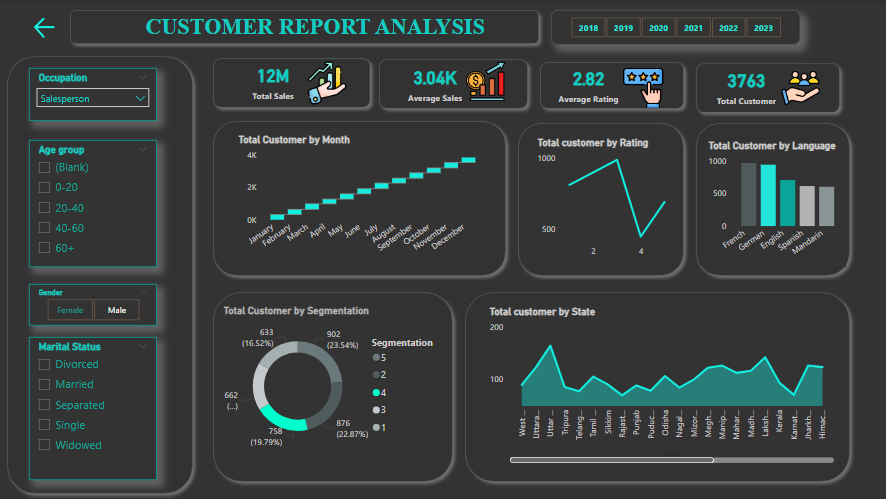 CUSTOMER REPORT ANALYSIS
2018 2019 2020 2021 2022 2023
Occupation
Salesperson
Age group
(Blank)
0-20
20-40
40-60
60+
Gender
Female Male
Marital Status
Divorced
Married
Separated
Single
Widowed
12M
Total Sales
3.04K
Average Sales
2.82
Average Rating
3763
Total Customer
Total Customer by Month
4K
2K
0K
January
February
March
April
May
June
July
August
September
October
November
December
Total customer by Rating
1000
500
2 4
Total Customer by Language
1000
500
0
French
German
English
Spanish
Mandarin
Total Customer by Segmentation
633
(16.52%)
902
(23.54%)
662
(...)
758
(19.79%)
876
(22.87%)
Segmentation
5
2
4
3
1
Total customer by State
200
100
West ...
Uttara...
Uttar ...
Tripura
Telang...
Tamil ...
Sikkim
Rajast...
Punjab
Puduc...
Odisha
Nagal...
Mizor...
Megh...
Manip...
Mahar...
Madh...
Laksh...
Kerala
Karnat...
Jharkh...
Himac...